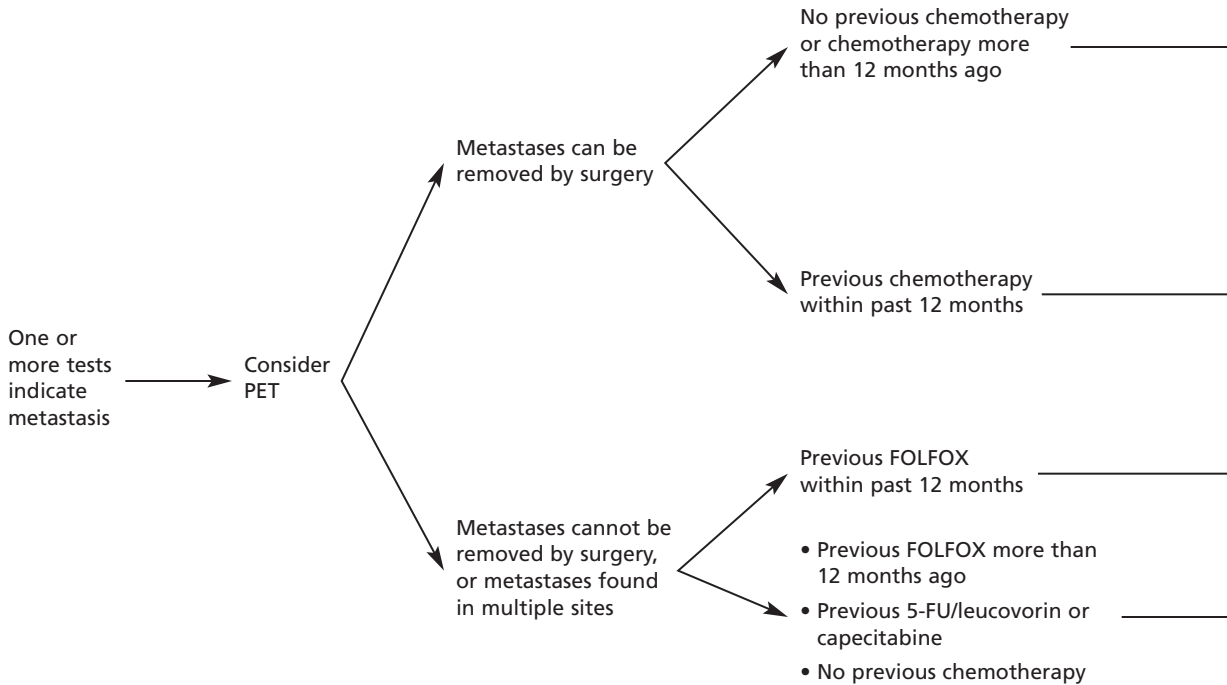 One or
more tests
indicate
metastasis
Consider
PET
Metastases can be
removed by surgery
No previous chemotherapy
or chemotherapy more
than 12 months ago
Previous chemotherapy
within past 12 months
Metastases cannot be
removed by surgery,
or metastases found
in multiple sites
Previous FOLFOX
within past 12 months
• Previous FOLFOX more than
12 months ago
• Previous 5-FU/leucovorin or
capecitabine
• No previous chemotherapy